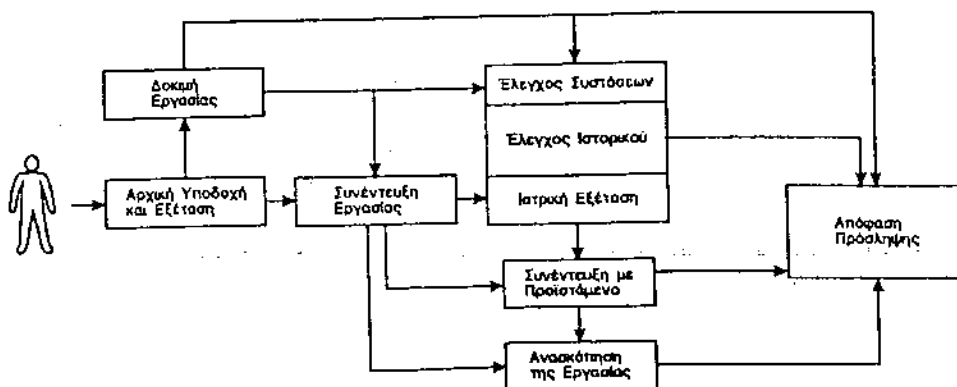 Δοκιμή
Εργασίας
Έλεγχος Συστάσεων
Έλεγχος Ιστορικού
Αρχική Υποδοχή
και Εξέταση
Συνέντευξη
Εργασίας
Ιατρική Εξέταση
Απόφαση
Πρόσληψης
Συνέντευξη με
Προϊστάμενο
Ανασκόπηση
της Εργασίας